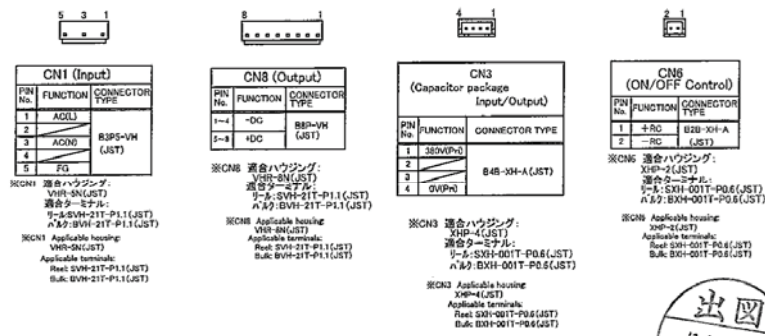 5 3 1
CN1 (Input)
PIN No. FUNCTION CONNECTOR TYPE
1 AC(L) B3P5-VH (JST)
2
3 AC(N)
4
5 FG
※CN1 適合ハウジング:
VHR-5N(JST)
適合ターミナル:
リール:SVH-21T-P1.1(JST)
バルク:BVH-21T-P1.1(JST)
※CN1 Applicable housing:
VHR-5N(JST)
Applicable terminals:
Reel: SVH-21T-P1.1(JST)
Bulk: BVH-21T-P1.1(JST)
8 1
CN8 (Output)
PIN No. FUNCTION CONNECTOR TYPE
1~4 -DC B8P-VH (JST)
5~8 +DC
※CN8 適合ハウジング:
VHR-8N(JST)
適合ターミナル:
リール:SVH-21T-P1.1(JST)
バルク:BVH-21T-P1.1(JST)
※CN8 Applicable housing:
VHR-8N(JST)
Applicable terminals:
Reel: SVH-21T-P1.1(JST)
Bulk: BVH-21T-P1.1(JST)
4 1
CN3
(Capacitor package
Input/Output)
PIN No. FUNCTION CONNECTOR TYPE
1 380V(Pri) B4B-XH-A(JST)
2
3
4 0V(Pri)
※CN3 適合ハウジング:
XHP-4(JST)
適合ターミナル:
リール:SXH-001T-P0.6(JST)
バルク:BXH-001T-P0.6(JST)
※CN3 Applicable housing
XHP-4(JST)
Applicable terminals:
Reel: SXH-001T-P0.6(JST)
Bulk: BXH-001T-P0.6(JST)
2 1
CN6
(ON/OFF Control)
PIN No. FUNCTION CONNECTOR TYPE
1 +RC B2B-XH-A (JST)
2 -RC
※CN6 適合ハウジング:
XHP-2(JST)
適合ターミナル:
リール:SXH-001T-P0.6(JST)
バルク:BXH-001T-P0.6(JST)
※CN6 Applicable housing
XHP-2(JST)
Applicable terminals:
Reel: SXH-001T-P0.6(JST)
Bulk: BXH-001T-P0.6(JST)
出図